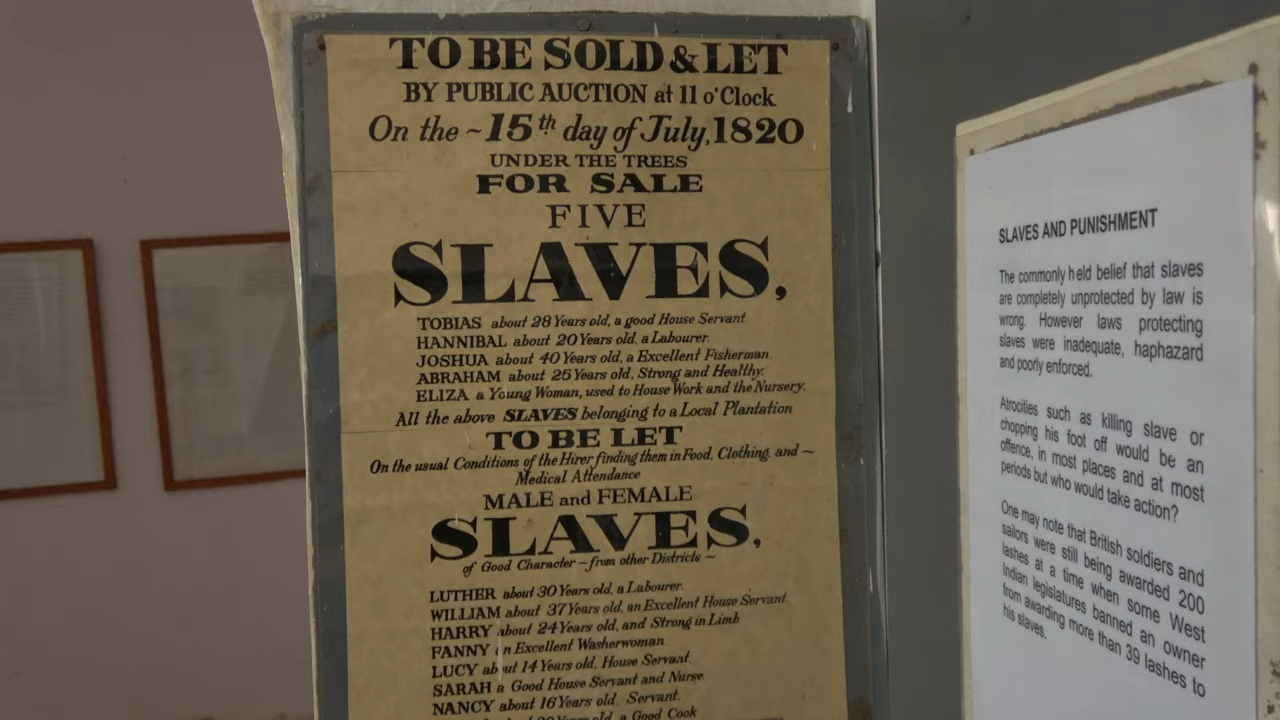 TO BE SOLD & LET
BY PUBLIC AUCTION at 11 o'Clock
On the ~ 15th day of July, 1820
UNDER THE TREES
FOR SALE
FIVE
SLAVES,
TOBIAS about 28 Years old, a good House Servant
HANNIBAL about 20 Years old, a Labourer.
JOSHUA about 40 Years old, a Excellent Fisherman.
ABRAHAM about 25 Years old, Strong and Healthy.
ELIZA a Young Woman, used to House Work and the Nursery.
All the above SLAVES belonging to a Local Plantation
TO BE LET
On the usual Conditions of the Hirer finding them in Food, Clothing, and ~
Medical Attendance
MALE and FEMALE
SLAVES,
of Good Character ~ from other Districts ~
LUTHER about 30 Years old, a Labourer.
WILLIAM about 37 Years old, an Excellent House Servant.
HARRY about 24 Years old, and Strong in Limb
FANNY an Excellent Washerwoman.
LUCY about 14 Years old, House Servant.
SARAH a Good House Servant and Nurse.
NANCY about 16 Years old, Servant.
a Good Cook
SLAVES AND PUNISHMENT
The commonly held belief that slaves
are completely unprotected by law is
wrong. However laws protecting
slaves were inadequate, haphazard
and poorly enforced.
Atrocities such as killing slave or
chopping his foot off would be an
offence, in most places and at most
periods but who would take action?
One may note that British soldiers and
sailors were still being awarded 200
lashes at a time when some West
Indian legislatures banned an owner
from awarding more than 39 lashes to
his slaves.